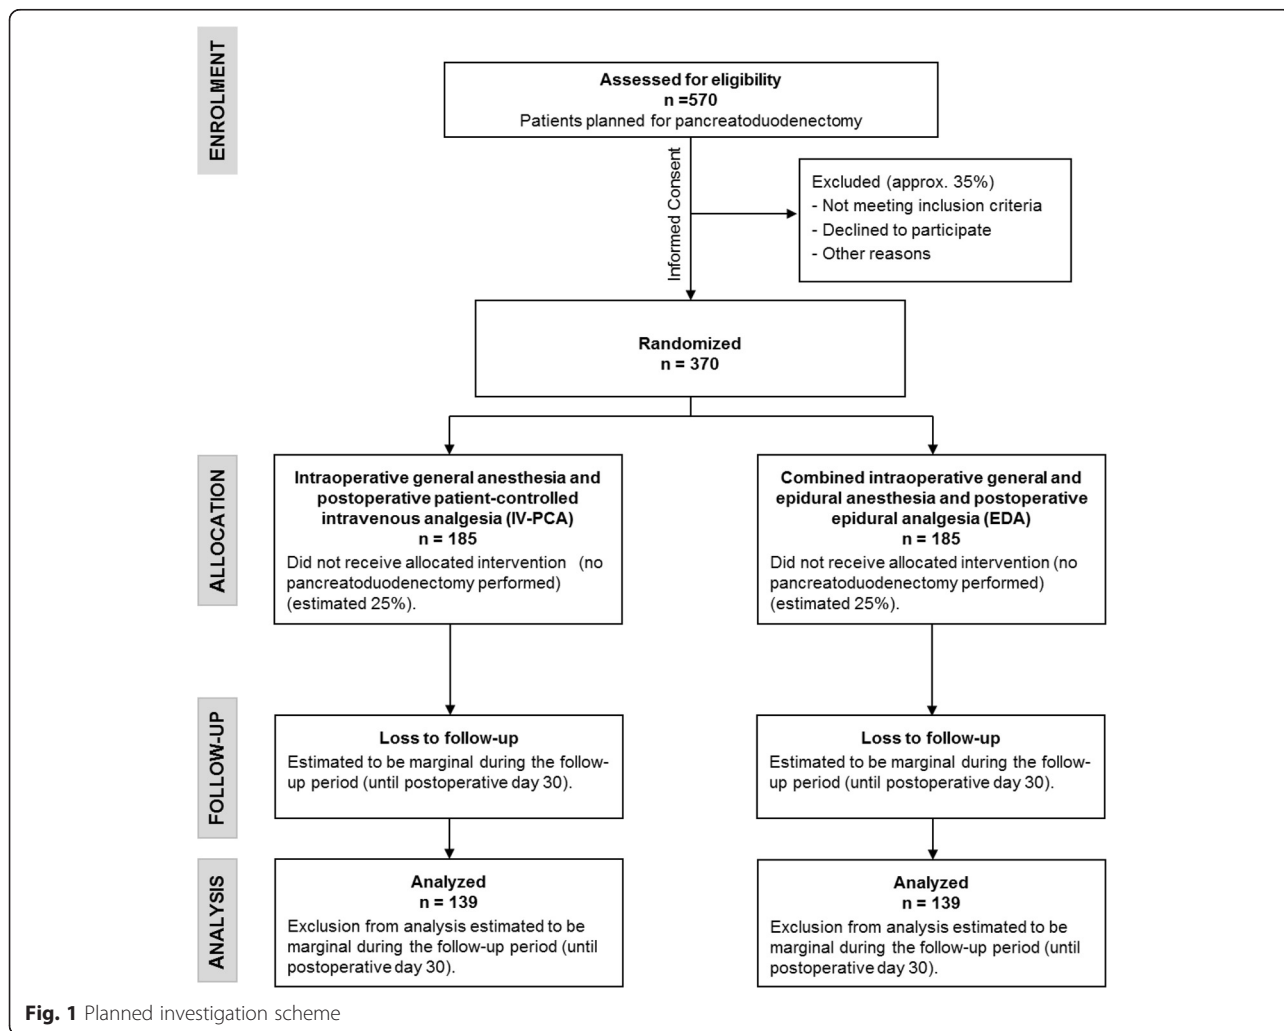 ENROLMENT
Assessed for eligibility
n =570
Patients planned for pancreatoduodenectomy
Informed Consent
Excluded (approx. 35%)
- Not meeting inclusion criteria
- Declined to participate
- Other reasons
Randomized
n = 370
ALLOCATION
Intraoperative general anesthesia and
postoperative patient-controlled
intravenous analgesia (IV-PCA)
n = 185
Did not receive allocated intervention (no
pancreatoduodenectomy performed)
(estimated 25%).
Combined intraoperative general and
epidural anesthesia and postoperative
epidural analgesia (EDA)
n = 185
Did not receive allocated intervention (no
pancreatoduodenectomy performed)
(estimated 25%).
FOLLOW-UP
Loss to follow-up
Estimated to be marginal during the follow-
up period (until postoperative day 30).
Loss to follow-up
Estimated to be marginal during the follow-
up period (until postoperative day 30).
ANALYSIS
Analyzed
n = 139
Exclusion from analysis estimated to be
marginal during the follow-up period (until
postoperative day 30).
Analyzed
n = 139
Exclusion from analysis estimated to be
marginal during the follow-up period (until
postoperative day 30).
Fig. 1 Planned investigation scheme